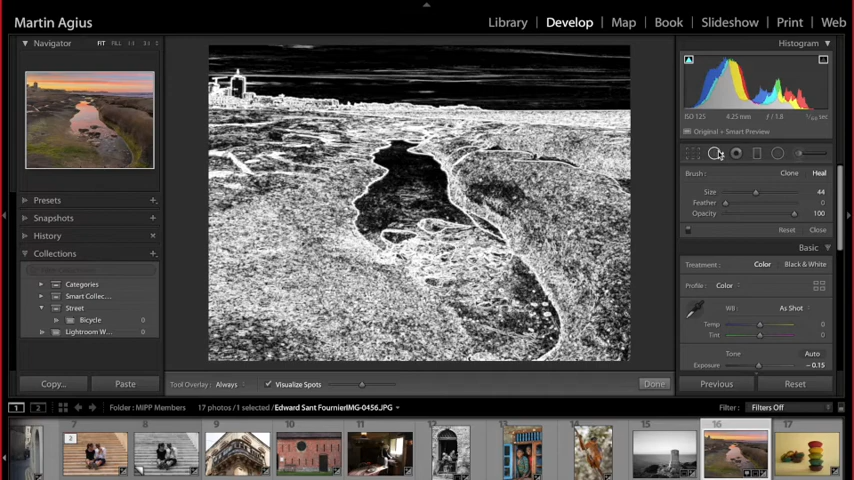 Martin Agius
Library | Develop | Map | Book | Slideshow | Print | Web
Navigator FIT FILL 1:1 3:1
Histogram
ISO 125 4.25 mm ƒ / 1.8
Original + Smart Preview
Brush: Clone Heal
Size 44
Feather 0
Opacity 100
Reset Close
Basic
Treatment: Color Black & White
Profile: Color
WB: As Shot
Temp 0
Tint 0
Tone Auto
Exposure − 0.15
Presets
Snapshots
History
Collections
Categories
Smart Collec...
Street
Bicycle 0
Lightroom W... 0
Copy... Paste
Tool Overlay: Always Visualize Spots Done
Previous Reset
1 2 Folder: MIPP Members 17 photos / 1 selected / Edward Sant FournierIMG-0456.JPG Filter: Filters Off
7 8 9 10 11 12 13 14 15 16 17
2